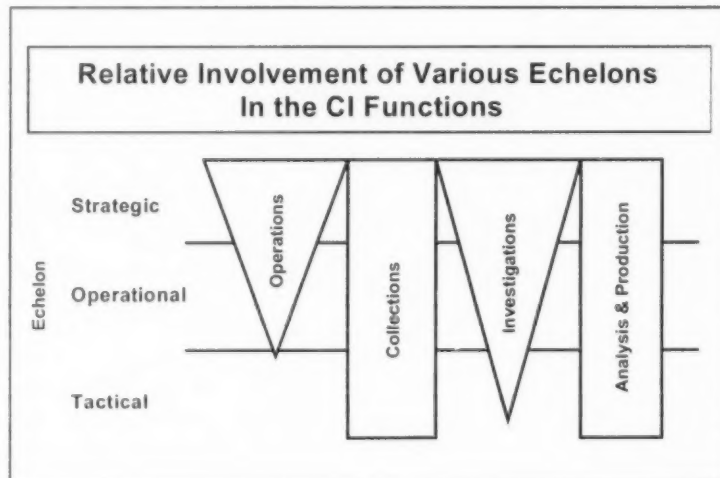 Relative Involvement of Various Echelons
In the CI Functions
Echelon
Strategic
Operational
Tactical
Operations
Collections
Investigations
Analysis & Production